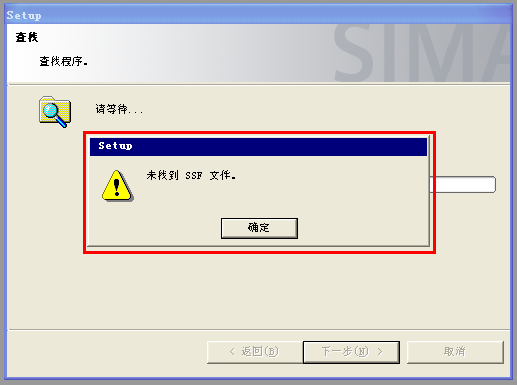 Setup
SIMA
查找
查找程序。
请等待...
Setup
未找到 SSF 文件。
确定
< 返回(B)
下一步(N) >
取消